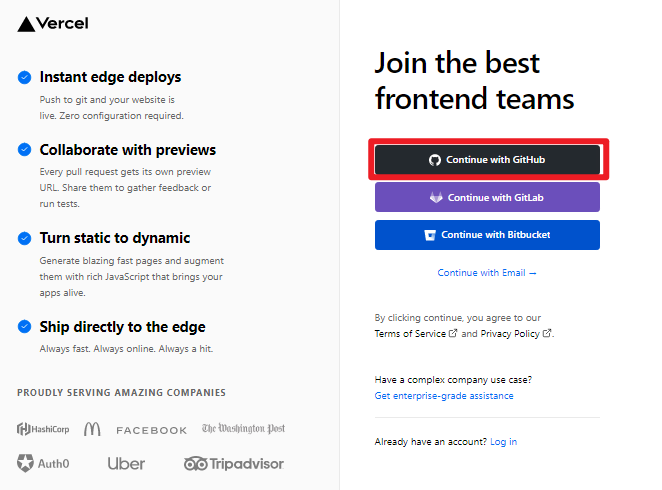 Vercel
Instant edge deploys
Push to git and your website is
live. Zero configuration required.
Collaborate with previews
Every pull request gets its own preview
URL. Share them to gather feedback or
run tests.
Turn static to dynamic
Generate blazing fast pages and augment
them with rich JavaScript that brings your
apps alive.
Ship directly to the edge
Always fast. Always online. Always a hit.
PROUDLY SERVING AMAZING COMPANIES
HashiCorp FACEBOOK The Washington Post
Auth0 Uber Tripadvisor
Join the best
frontend teams
Continue with GitHub
Continue with GitLab
Continue with Bitbucket
Continue with Email →
By clicking continue, you agree to our
Terms of Service and Privacy Policy.
Have a complex company use case?
Get enterprise-grade assistance
Already have an account? Log in